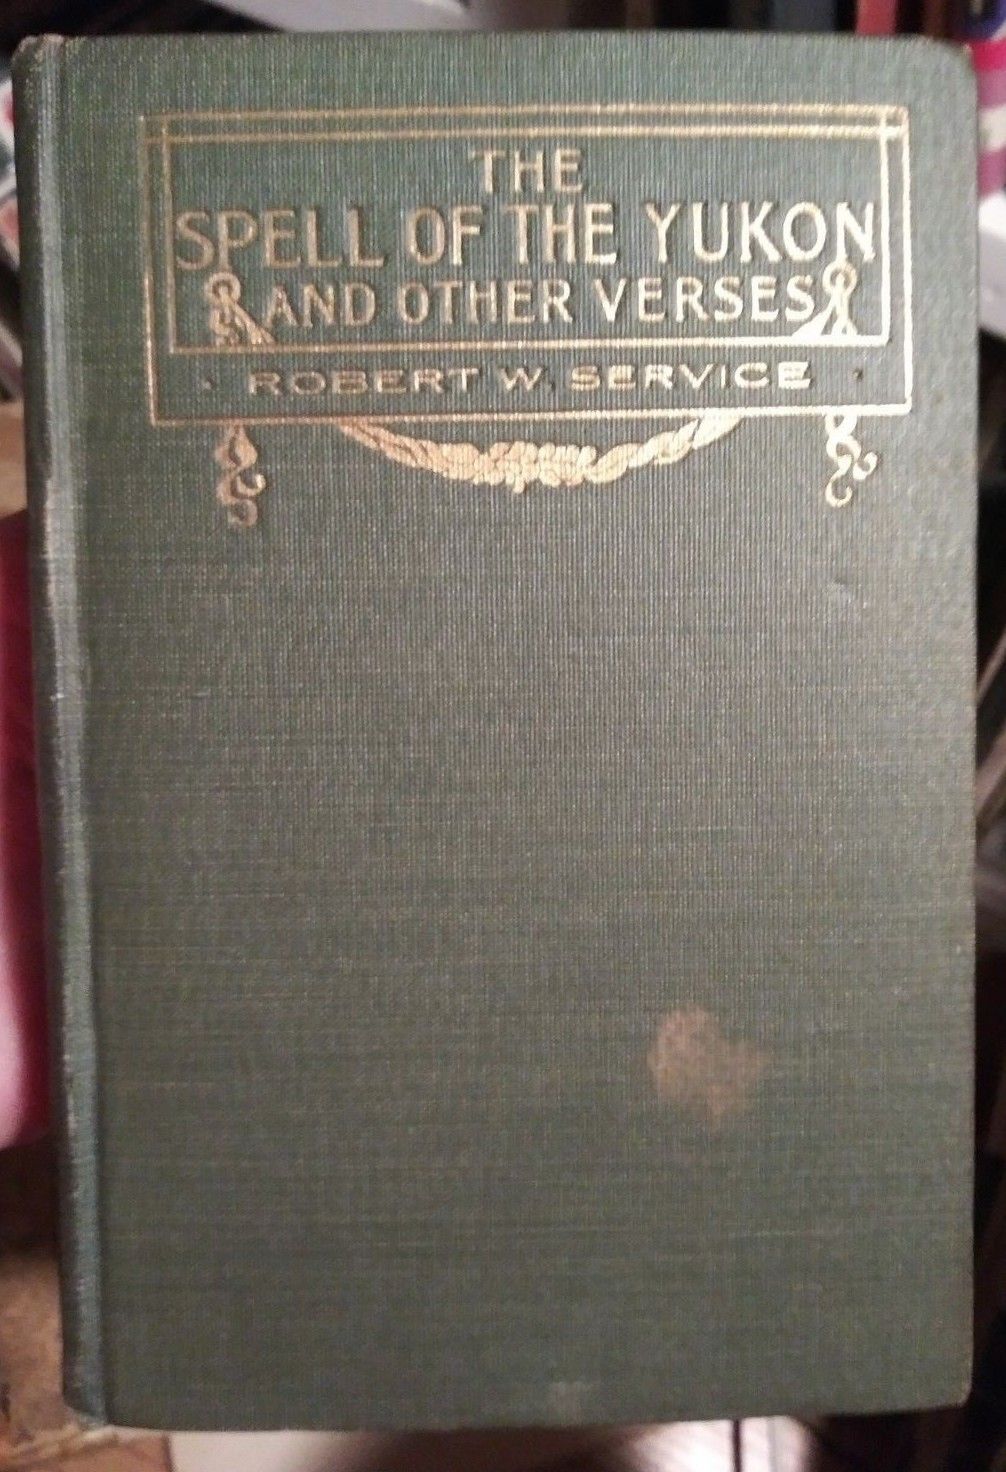 THE
SPELL OF THE YUKON
AND OTHER VERSES
ROBERT W. SERVICE